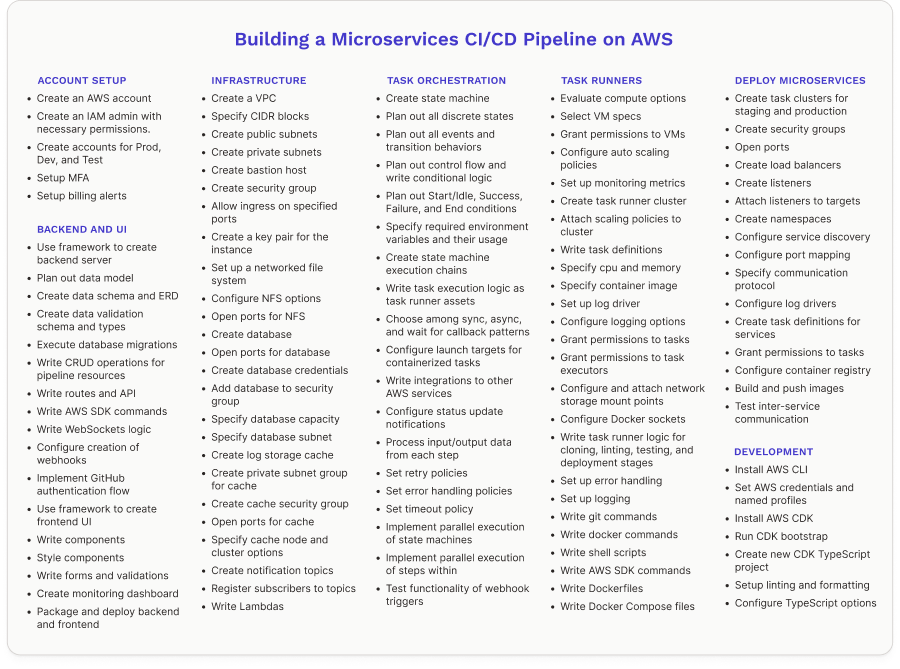 Building a Microservices CI/CD Pipeline on AWS
ACCOUNT SETUP
• Create an AWS account
• Create an IAM admin with
necessary permissions.
• Create accounts for Prod,
Dev, and Test
• Setup MFA
• Setup billing alerts
BACKEND AND UI
• Use framework to create
backend server
• Plan out data model
• Create data schema and ERD
• Create data validation
schema and types
• Execute database migrations
• Write CRUD operations for
pipeline resources
• Write routes and API
• Write AWS SDK commands
• Write WebSockets logic
• Configure creation of
webhooks
• Implement GitHub
authentication flow
• Use framework to create
frontend UI
• Write components
• Style components
• Write forms and validations
• Create monitoring dashboard
• Package and deploy backend
and frontend
INFRASTRUCTURE
• Create a VPC
• Specify CIDR blocks
• Create public subnets
• Create private subnets
• Create bastion host
• Create security group
• Allow ingress on specified
ports
• Create a key pair for the
instance
• Set up a networked file
system
• Configure NFS options
• Open ports for NFS
• Create database
• Open ports for database
• Create database credentials
• Add database to security
group
• Specify database capacity
• Specify database subnet
• Create log storage cache
• Create private subnet group
for cache
• Create cache security group
• Open ports for cache
• Specify cache node and
cluster options
• Create notification topics
• Register subscribers to topics
• Write Lambdas
TASK ORCHESTRATION
• Create state machine
• Plan out all discrete states
• Plan out all events and
transition behaviors
• Plan out control flow and
write conditional logic
• Plan out Start/Idle, Success,
Failure, and End conditions
• Specify required environment
variables and their usage
• Create state machine
execution chains
• Write task execution logic as
task runner assets
• Choose among sync, async,
and wait for callback patterns
• Configure launch targets for
containerized tasks
• Write integrations to other
AWS services
• Configure status update
notifications
• Process input/output data
from each step
• Set retry policies
• Set error handling policies
• Set timeout policy
• Implement parallel execution
of state machines
• Implement parallel execution
of steps within
• Test functionality of webhook
triggers
TASK RUNNERS
• Evaluate compute options
• Select VM specs
• Grant permissions to VMs
• Configure auto scaling
policies
• Set up monitoring metrics
• Create task runner cluster
• Attach scaling policies to
cluster
• Write task definitions
• Specify cpu and memory
• Specify container image
• Set up log driver
• Configure logging options
• Grant permissions to tasks
• Grant permissions to task
executors
• Configure and attach network
storage mount points
• Configure Docker sockets
• Write task runner logic for
cloning, linting, testing, and
deployment stages
• Set up error handling
• Set up logging
• Write git commands
• Write docker commands
• Write shell scripts
• Write AWS SDK commands
• Write Dockerfiles
• Write Docker Compose files
DEPLOY MICROSERVICES
• Create task clusters for
staging and production
• Create security groups
• Open ports
• Create load balancers
• Create listeners
• Attach listeners to targets
• Create namespaces
• Configure service discovery
• Configure port mapping
• Specify communication
protocol
• Configure log drivers
• Create task definitions for
services
• Grant permissions to tasks
• Configure container registry
• Build and push images
• Test inter-service
communication
DEVELOPMENT
• Install AWS CLI
• Set AWS credentials and
named profiles
• Install AWS CDK
• Run CDK bootstrap
• Create new CDK TypeScript
project
• Setup linting and formatting
• Configure TypeScript options